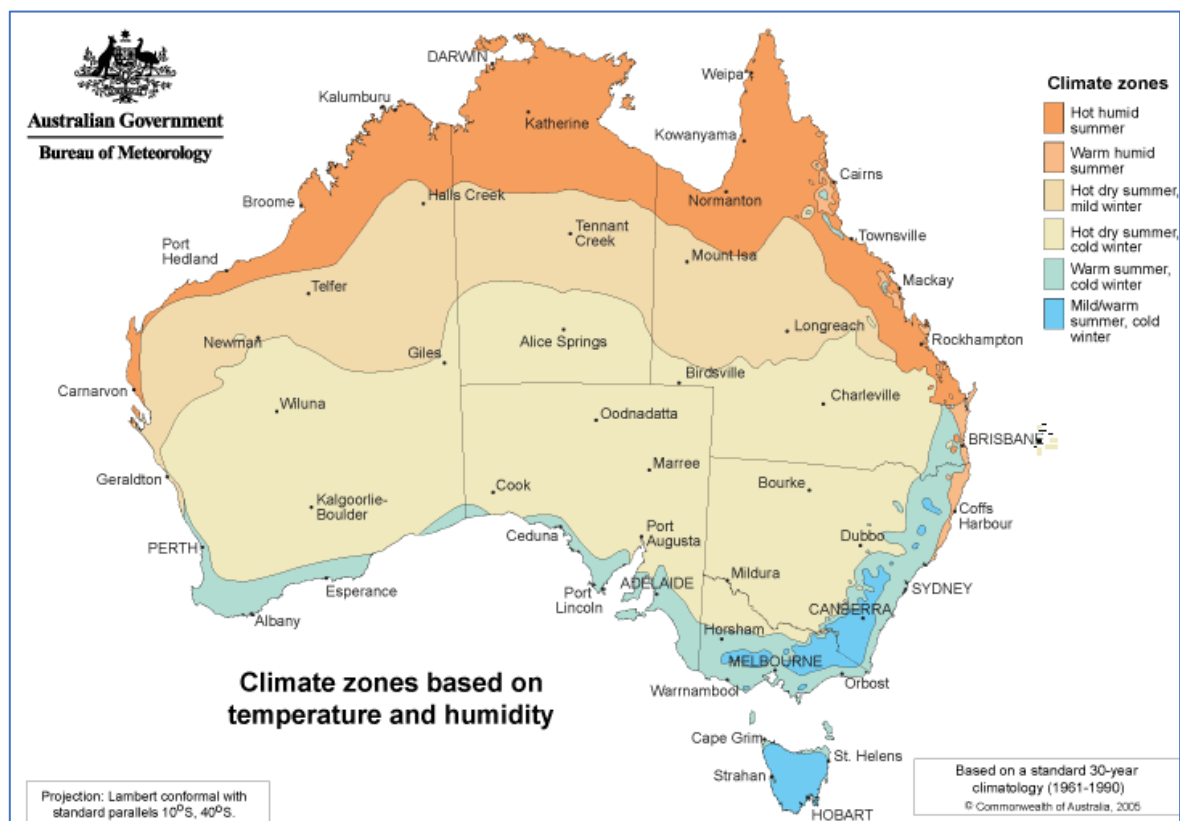 Australian Government
Bureau of Meteorology
DARWIN
Weipa
Kalumburu
Katherine
Kowanyama
Cairns
Broome
Halls Creek
Normanton
Tennant
Creek
Townsville
Port
Hedland
Mount Isa
Telfer
Mackay
Newman
Longreach
Rockhampton
Giles
Alice Springs
Birdsville
Carnarvon
Wiluna
Charleville
Oodnadatta
BRISBANE
Geraldton
Marree
Bourke
Cook
Kalgoorlie-
Boulder
Coffs
Harbour
PERTH
Ceduna
Port
Augusta
Dubbo
Esperance
Port
Lincoln
ADELAIDE
Mildura
SYDNEY
Albany
CANBERRA
Horsham
MELBOURNE
Warrnambool
Orbost
Cape Grim
St. Helens
Strahan
HOBART
Climate zones
Hot humid
summer
Warm humid
summer
Hot dry summer,
mild winter
Hot dry summer,
cold winter
Warm summer,
cold winter
Mild/warm
summer, cold
winter
Climate zones based on
temperature and humidity
Projection: Lambert conformal with
standard parallels 10°S, 40°S.
Based on a standard 30-year
climatology (1961-1990)
© Commonwealth of Australia, 2005